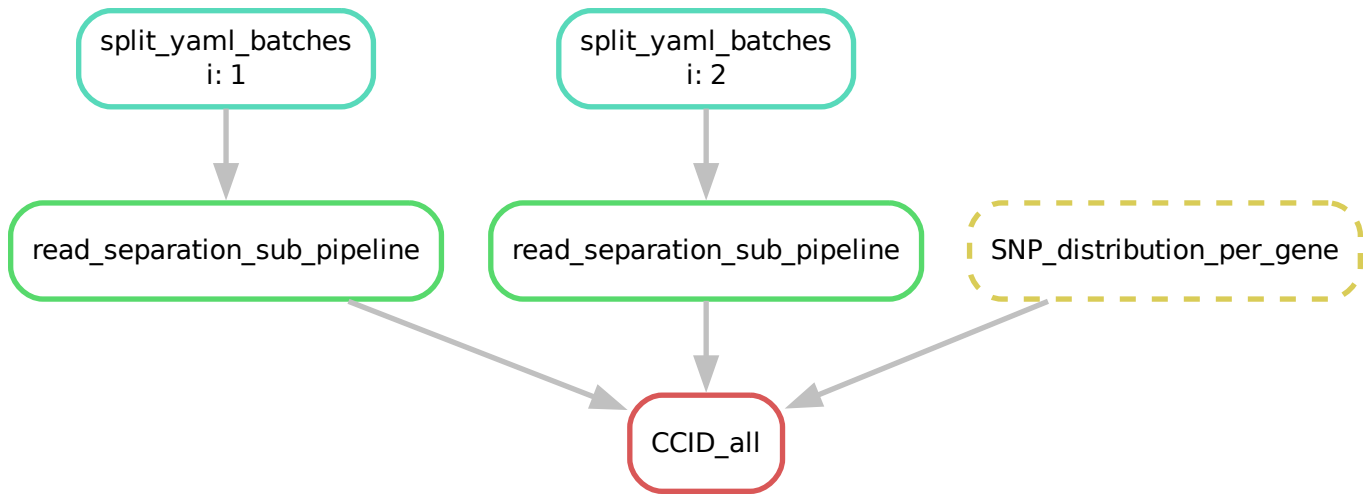 split_yaml_batches
i: 1
split_yaml_batches
i: 2
read_separation_sub_pipeline
read_separation_sub_pipeline
SNP_distribution_per_gene
CCID_all